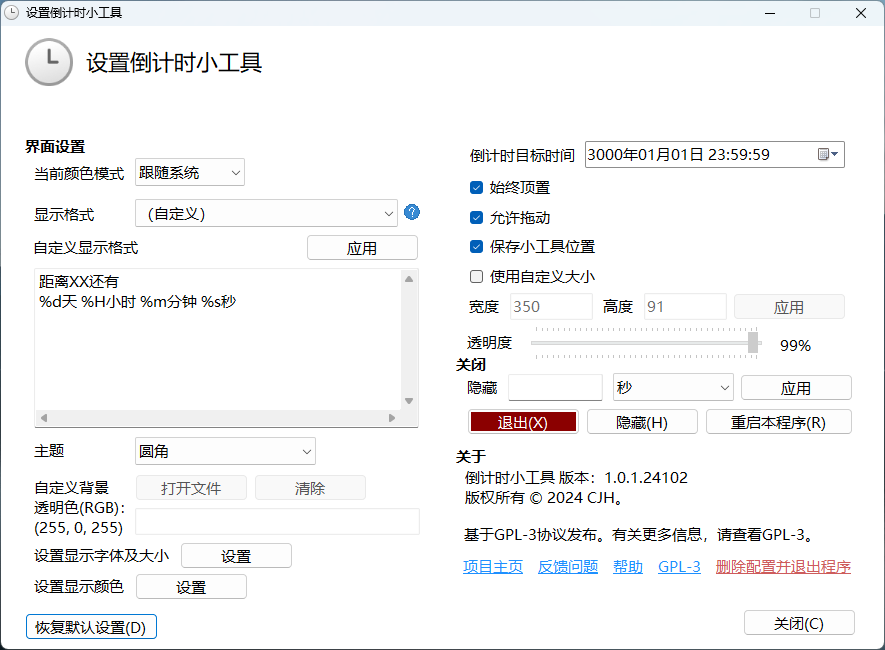 设置倒计时小工具
设置倒计时小工具
界面设置
当前颜色模式 跟随系统
显示格式 （自定义）
自定义显示格式 应用
距离XX还有
%d天 %H小时 %m分钟 %s秒
主题 圆角
自定义背景 打开文件 清除
透明色(RGB):
(255, 0, 255)
设置显示字体及大小 设置
设置显示颜色 设置
恢复默认设置(D)
倒计时目标时间 3000年01月01日 23:59:59
始终顶置
允许拖动
保存小工具位置
使用自定义大小
宽度 350 高度 91 应用
透明度 99%
关闭
隐藏 秒 应用
退出(X) 隐藏(H) 重启本程序(R)
关于
倒计时小工具 版本：1.0.1.24102
版权所有 © 2024 CJH。
基于GPL-3协议发布。有关更多信息，请查看GPL-3。
项目主页 反馈问题 帮助 GPL-3 删除配置并退出程序
关闭(C)